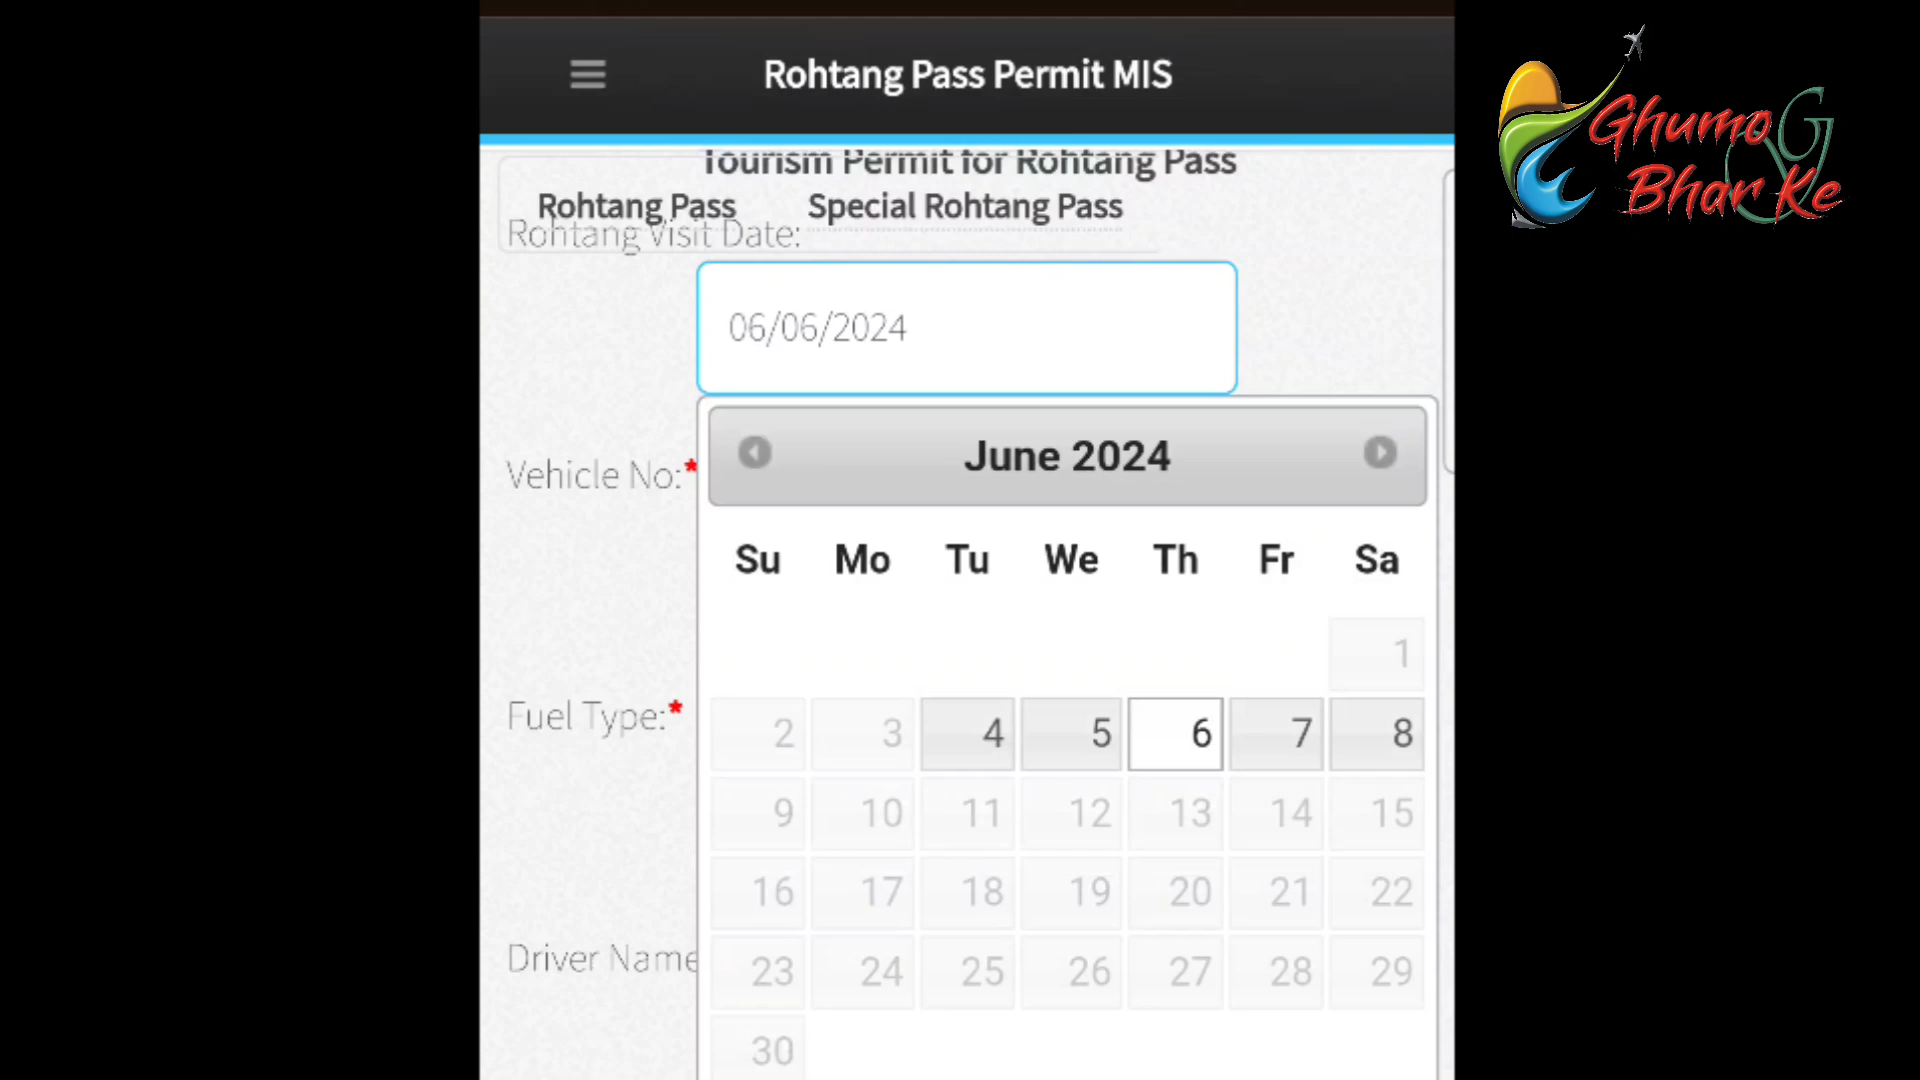 Rohtang Pass Permit MIS
Tourism Permit for Rohtang Pass
Rohtang Pass Special Rohtang Pass
Rohtang Visit Date:
06/06/2024
June 2024
Su Mo Tu We Th Fr Sa
1
2 3 4 5 6 7 8
9 10 11 12 13 14 15
16 17 18 19 20 21 22
23 24 25 26 27 28 29
30
Vehicle No:*
Fuel Type:*
Driver Name
Ghumo G
Bhar Ke